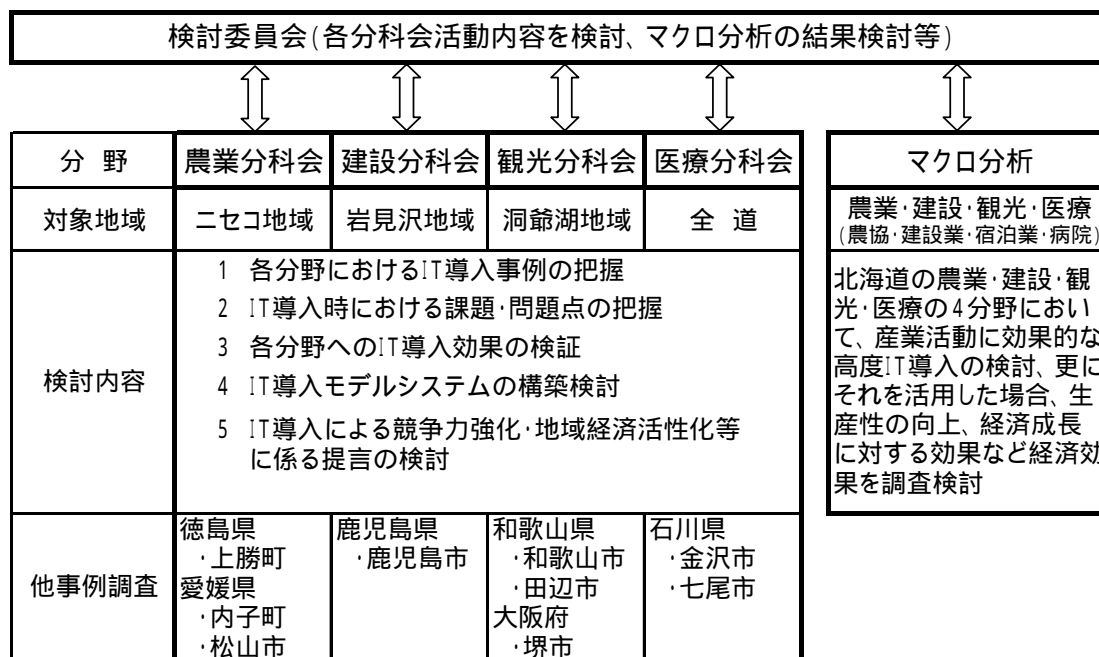 検討委員会(各分科会活動内容を検討、マクロ分析の結果検討等)
分 野 農業分科会 建設分科会 観光分科会 医療分科会 マクロ分析
対象地域 ニセコ地域 岩見沢地域 洞爺湖地域 全 道
農業・建設・観光・医療
(農協・建設業・宿泊業・病院)
検討内容
1 各分野におけるIT導入事例の把握
2 IT導入時における課題・問題点の把握
3 各分野へのIT導入効果の検証
4 IT導入モデルシステムの構築検討
5 IT導入による競争力強化・地域経済活性化等
に係る提言の検討
北海道の農業・建設・観
光・医療の4分野におい
て、産業活動に効果的な
高度IT導入の検討、更に
それを活用した場合、生
産性の向上、経済成長
に対する効果など経済効
果を調査検討
他事例調査
徳島県
・上勝町
愛媛県
・内子町
・松山市
鹿児島県
・鹿児島市
和歌山県
・和歌山市
・田辺市
大阪府
・堺市
石川県
・金沢市
・七尾市